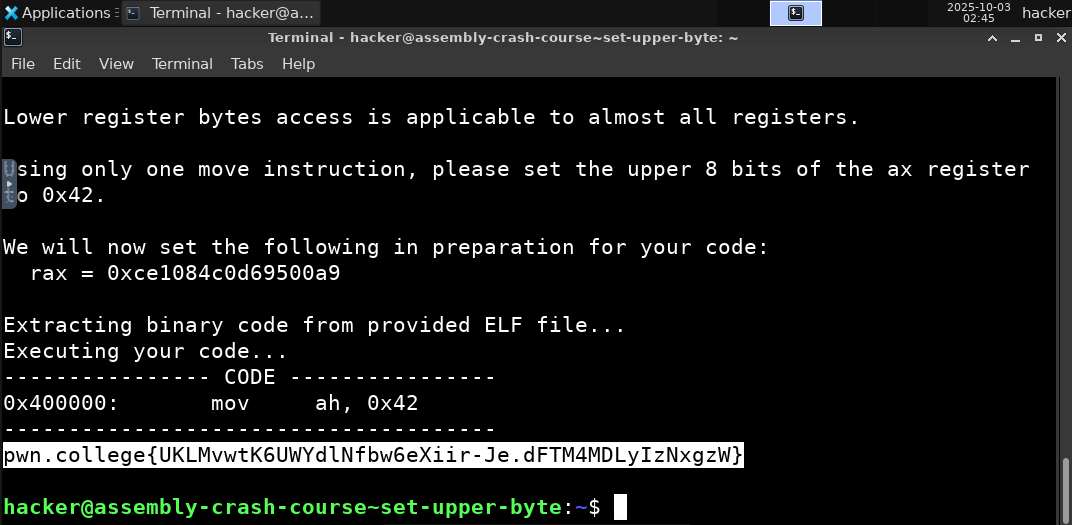 Applications
Terminal - hacker@a...
2025-10-03
02:45
hacker
Terminal - hacker@assembly-crash-course~set-upper-byte: ~
File Edit View Terminal Tabs Help
Lower register bytes access is applicable to almost all registers.
Using only one move instruction, please set the upper 8 bits of the ax register
to 0x42.
We will now set the following in preparation for your code:
rax = 0xce1084c0d69500a9
Extracting binary code from provided ELF file...
Executing your code...
---------------- CODE ----------------
0x400000: mov ah, 0x42
--------------------------------------
pwn.college{UKLMvwtK6UWYdlNfbw6eXiir-Je.dFTM4MDLyIzNxgzW}
hacker@assembly-crash-course~set-upper-byte:~$